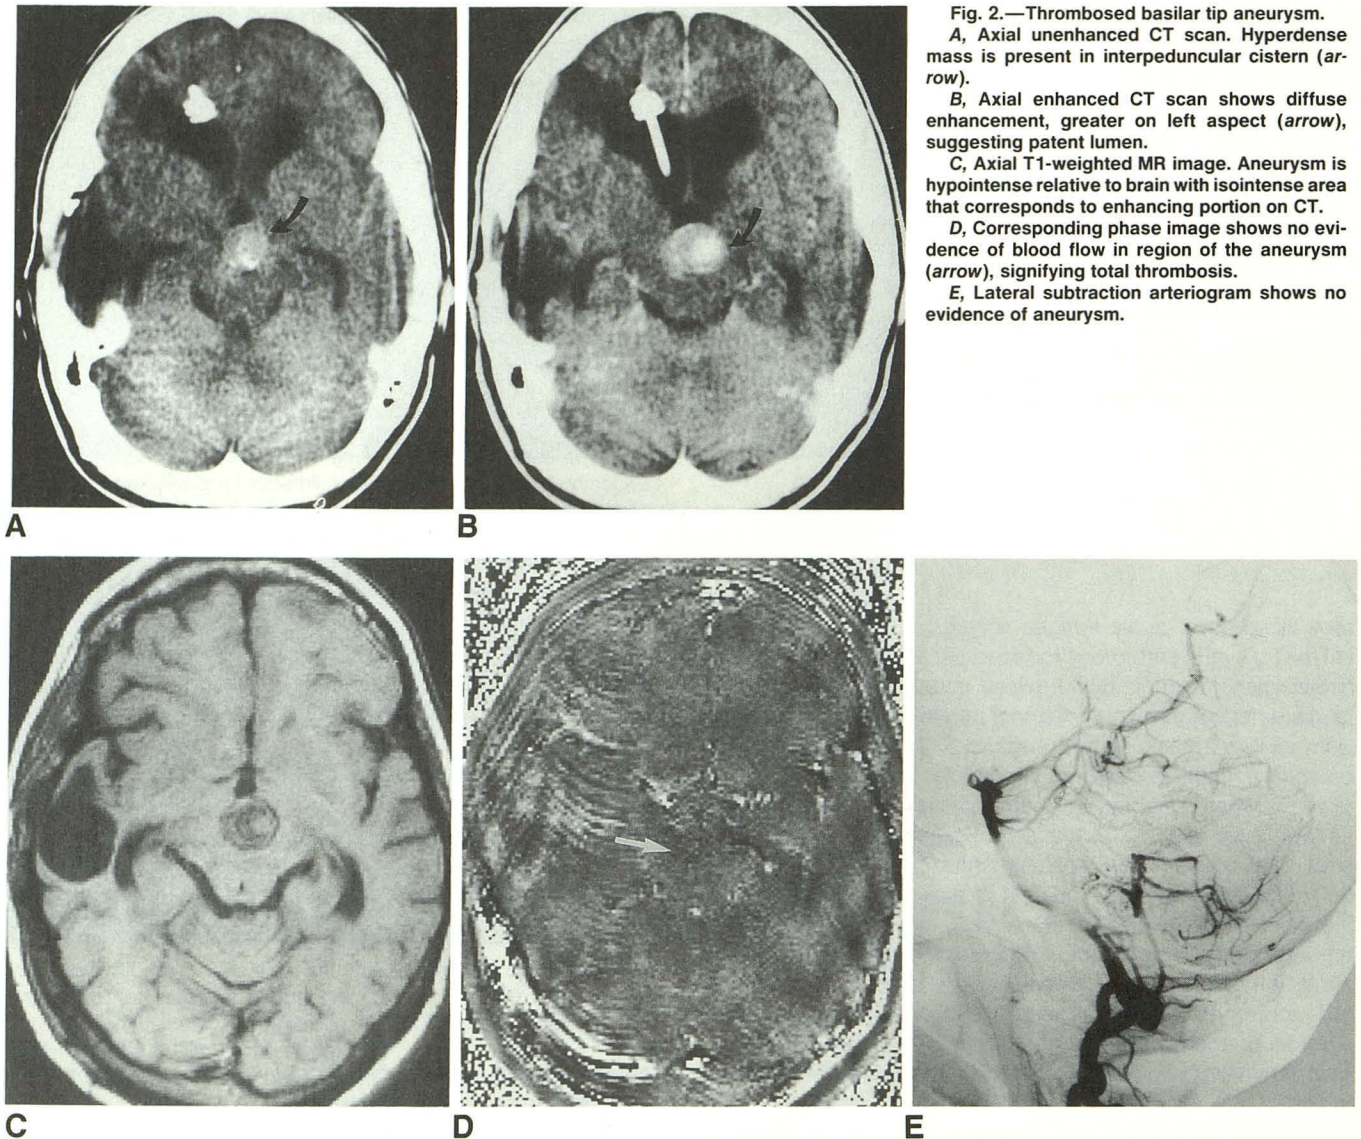 Fig. 2.—Thrombosed basilar tip aneurysm.
A, Axial unenhanced CT scan. Hyperdense
mass is present in interpeduncular cistern (ar-
row).
B, Axial enhanced CT scan shows diffuse
enhancement, greater on left aspect (arrow),
suggesting patent lumen.
C, Axial T1-weighted MR image. Aneurysm is
hypointense relative to brain with isointense area
that corresponds to enhancing portion on CT.
D, Corresponding phase image shows no evi-
dence of blood flow in region of the aneurysm
(arrow), signifying total thrombosis.
E, Lateral subtraction arteriogram shows no
evidence of aneurysm.
A
B
C
D
E